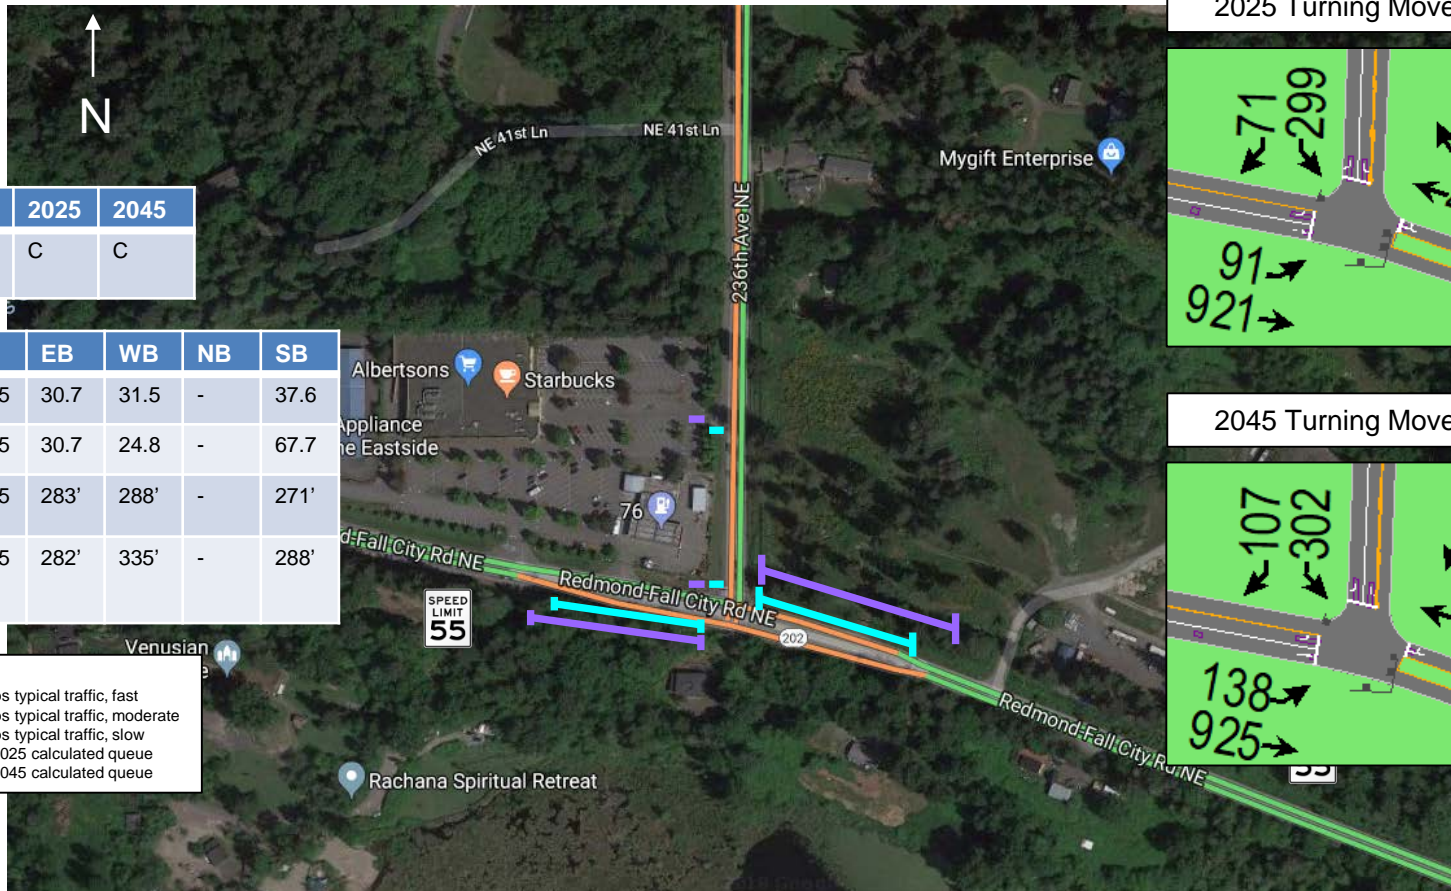 2025 Turning Move
N
71
299
91
921
NE 41st Ln
NE 41st Ln
Mygift Enterprise
2025 2045
C C
236th Ave NE
EB WB NB SB
5 30.7 31.5 - 37.6
5 30.7 24.8 - 67.7
5 283' 288' - 271'
5 282' 335' - 288'
Albertsons
Starbucks
Appliance
ne Eastside
76
2045 Turning Move
107
302
138
925
d-Fall City Rd NE
Redmond-Fall City Rd NE
SPEED
LIMIT
55
202
Venusian
e
Redmond-Fall City Rd NE
55
os typical traffic, fast
os typical traffic, moderate
os typical traffic, slow
025 calculated queue
045 calculated queue
Rachana Spiritual Retreat